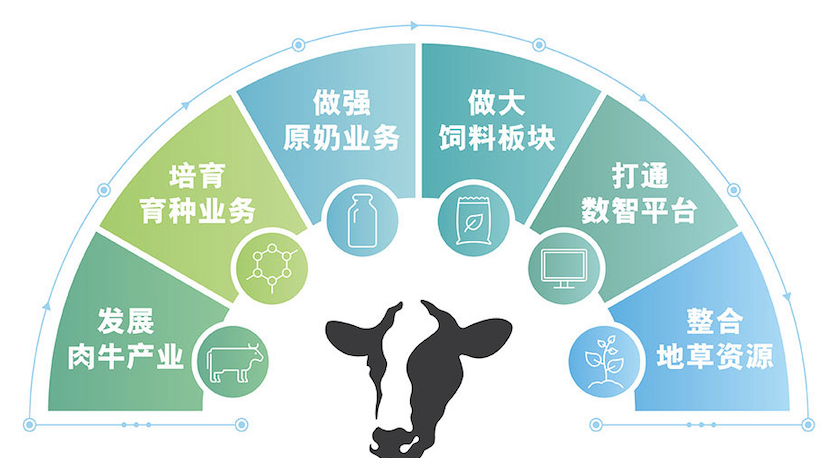 发展
肉牛产业
培育
育种业务
做强
原奶业务
做大
饲料板块
打通
数智平台
整合
地草资源